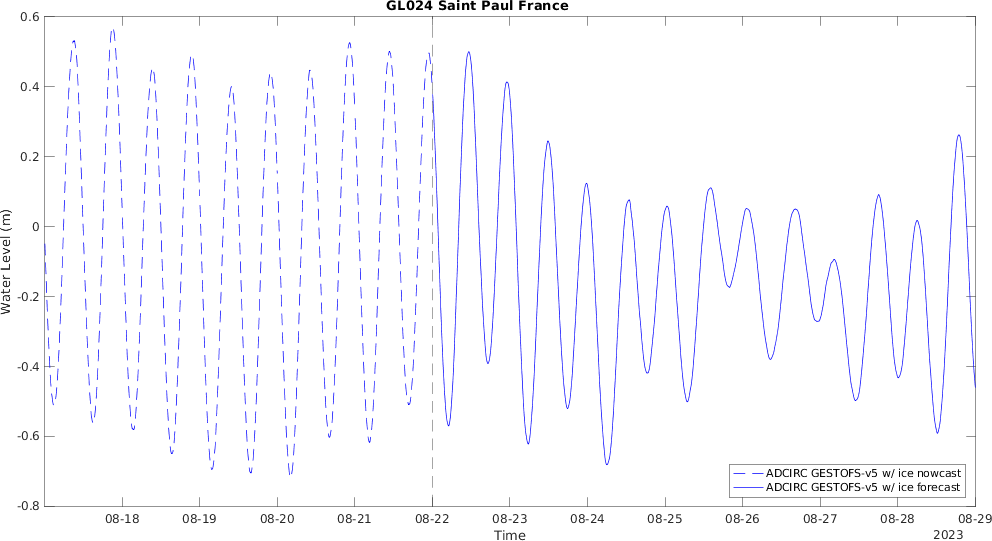 GL024 Saint Paul France
0.6
0.4
0.2
0
-0.2
-0.4
-0.6
-0.8
Water Level (m)
08-18 08-19 08-20 08-21 08-22 08-23 08-24 08-25 08-26 08-27 08-28 08-29
Time
2023
ADCIRC GESTOFS-v5 w/ ice nowcast
ADCIRC GESTOFS-v5 w/ ice forecast